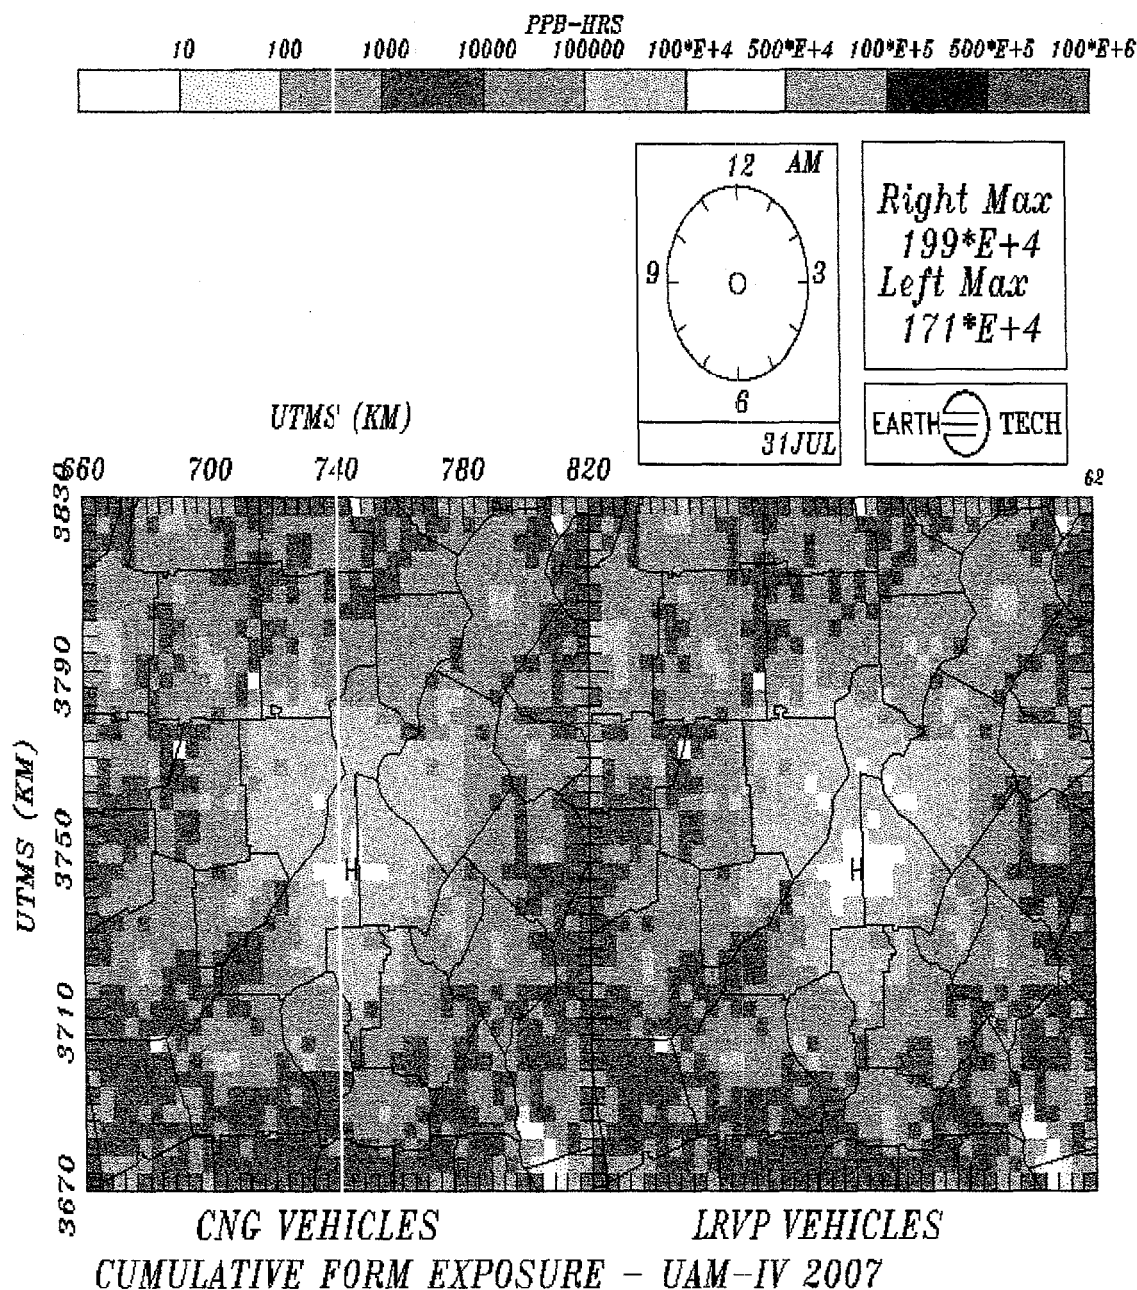 PPB-HRS
10 100 1000 10000 100000 100*E+4 500*E+4 100*E+5 500*E+5 100*E+6
12 AM
9 3
6
31JUL
Right Max
199*E+4
Left Max
171*E+4
EARTH TECH
UTMS (KM)
660 700 740 780 820
62
3830
3790
3750
3710
3670
UTMS (KM)
H H
CNG VEHICLES LRVP VEHICLES
CUMULATIVE FORM EXPOSURE - UAM-IV 2007